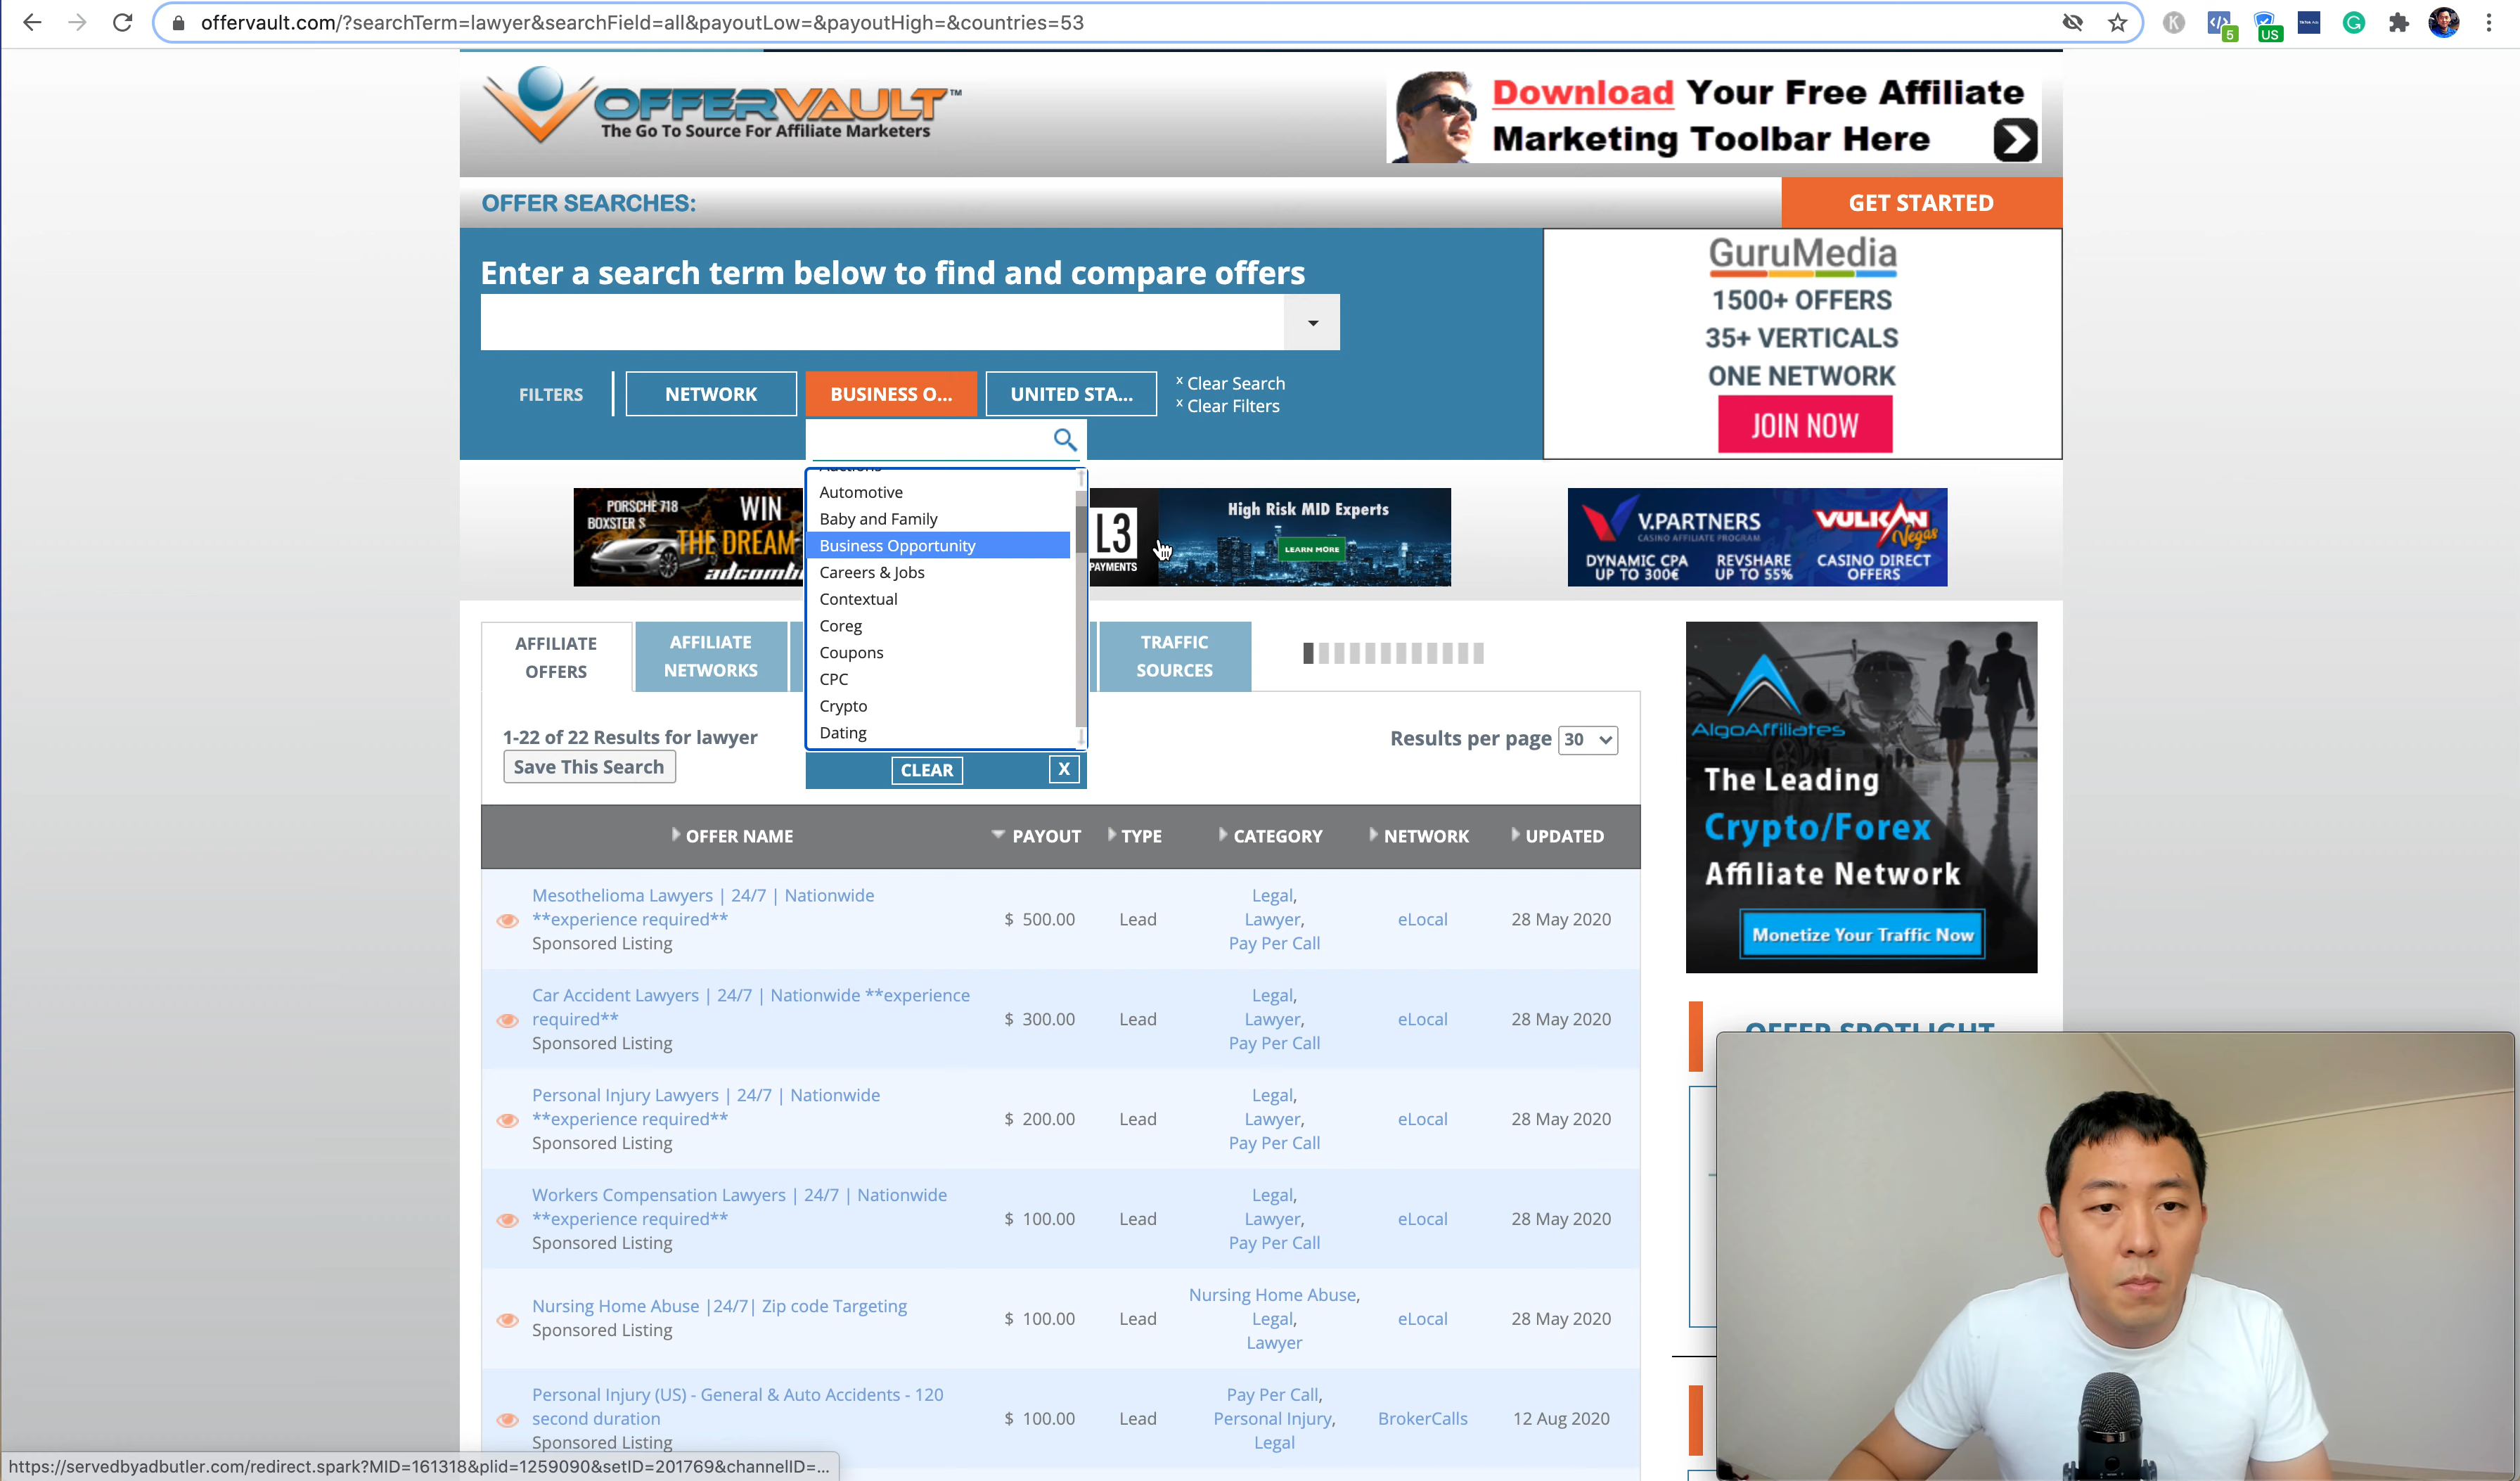 offervault.com/?searchTerm=lawyer&searchField=all&payoutLow=&payoutHigh=&countries=53
5
US
OFFERVAULT™
The Go To Source For Affiliate Marketers
Download Your Free Affiliate
Marketing Toolbar Here
OFFER SEARCHES:
GET STARTED
Enter a search term below to find and compare offers
FILTERS
NETWORK
BUSINESS O...
UNITED STA...
x Clear Search
x Clear Filters
GuruMedia
1500+ OFFERS
35+ VERTICALS
ONE NETWORK
JOIN NOW
Auctions
Automotive
Baby and Family
Business Opportunity
Careers & Jobs
Contextual
Coreg
Coupons
CPC
Crypto
Dating
CLEAR
X
PORSCHE 718
BOXSTER S
WIN
THE DREAM
L3
PAYMENTS
High Risk MID Experts
LEARN MORE
V.PARTNERS
CASINO AFFILIATE PROGRAM
VULKAN
Vegas
DYNAMIC CPA
UP TO 300€
REVSHARE
UP TO 55%
CASINO DIRECT
OFFERS
AFFILIATE
OFFERS
AFFILIATE
NETWORKS
TRAFFIC
SOURCES
1-22 of 22 Results for lawyer
Save This Search
Results per page 30
OFFER NAME
PAYOUT
TYPE
CATEGORY
NETWORK
UPDATED
Mesothelioma Lawyers | 24/7 | Nationwide
**experience required**
Sponsored Listing
$ 500.00
Lead
Legal,
Lawyer,
Pay Per Call
eLocal
28 May 2020
Car Accident Lawyers | 24/7 | Nationwide **experience
required**
Sponsored Listing
$ 300.00
Lead
Legal,
Lawyer,
Pay Per Call
eLocal
28 May 2020
Personal Injury Lawyers | 24/7 | Nationwide
**experience required**
Sponsored Listing
$ 200.00
Lead
Legal,
Lawyer,
Pay Per Call
eLocal
28 May 2020
Workers Compensation Lawyers | 24/7 | Nationwide
**experience required**
Sponsored Listing
$ 100.00
Lead
Legal,
Lawyer,
Pay Per Call
eLocal
28 May 2020
Nursing Home Abuse |24/7| Zip code Targeting
Sponsored Listing
$ 100.00
Lead
Nursing Home Abuse,
Legal,
Lawyer
eLocal
28 May 2020
Personal Injury (US) - General & Auto Accidents - 120
second duration
Sponsored Listing
$ 100.00
Lead
Pay Per Call,
Personal Injury,
Legal
BrokerCalls
12 Aug 2020
AlgoAffiliates
The Leading
Crypto/Forex
Affiliate Network
Monetize Your Traffic Now
OFFER SPOTLIGHT
https://servedbyadbutler.com/redirect.spark?MID=161318&plid=1259090&setID=201769&channelID=...